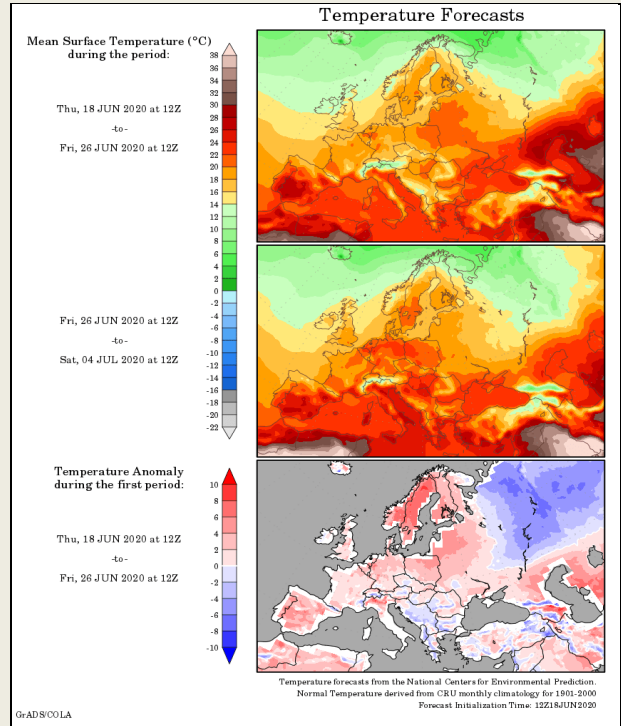 Temperature Forecasts
Mean Surface Temperature (°C)
during the period:
Thu, 18 JUN 2020 at 12Z
-to-
Fri, 26 JUN 2020 at 12Z
38
36
34
32
30
28
26
24
22
20
18
16
14
12
10
8
6
4
2
0
-2
-4
-6
-8
-10
-12
-14
-16
-18
-20
-22
Fri, 26 JUN 2020 at 12Z
-to-
Sat, 04 JUL 2020 at 12Z
Temperature Anomaly
during the first period:
Thu, 18 JUN 2020 at 12Z
-to-
Fri, 26 JUN 2020 at 12Z
10
8
6
4
2
0
-2
-4
-6
-8
-10
Temperature forecasts from the National Centers for Environmental Prediction.
Normal Temperature derived from CRU monthly climatology for 1901-2000
Forecast Initialization Time: 12Z18JUN2020
GrADS/COLA